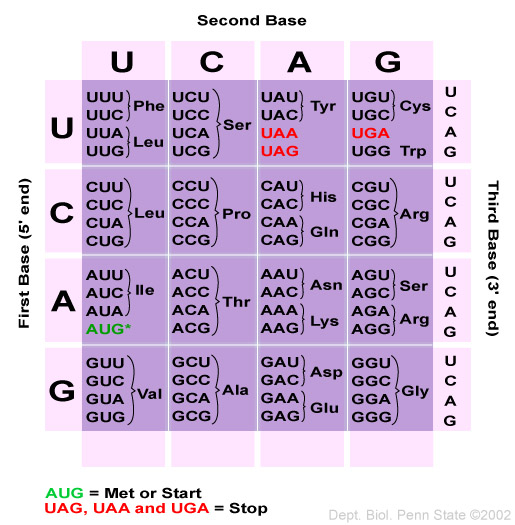 Second Base
U C A G
First Base (5' end)
Third Base (3' end)
U
UUU UCU UAU UGU U
Phe Tyr Cys
UUC UCC UAC UGC C
Ser
UUA UCA UAA UGA A
Leu
UUG UCG UAG UGG Trp G
C
CUU CCU CAU CGU U
His
CUC CCC CAC CGC C
Leu Pro Arg
CUA CCA CAA CGA A
Gln
CUG CCG CAG CGG G
A
AUU ACU AAU AGU U
Ile Asn Ser
AUC ACC AAC AGC C
Thr
AUA ACA AAA AGA A
Lys Arg
AUG* ACG AAG AGG G
G
GUU GCU GAU GGU U
Asp
GUC GCC GAC GGC C
Val Ala Gly
GUA GCA GAA GGA A
Glu
GUG GCG GAG GGG G
AUG = Met or Start
UAG, UAA and UGA = Stop
Dept. Biol. Penn State ©2002